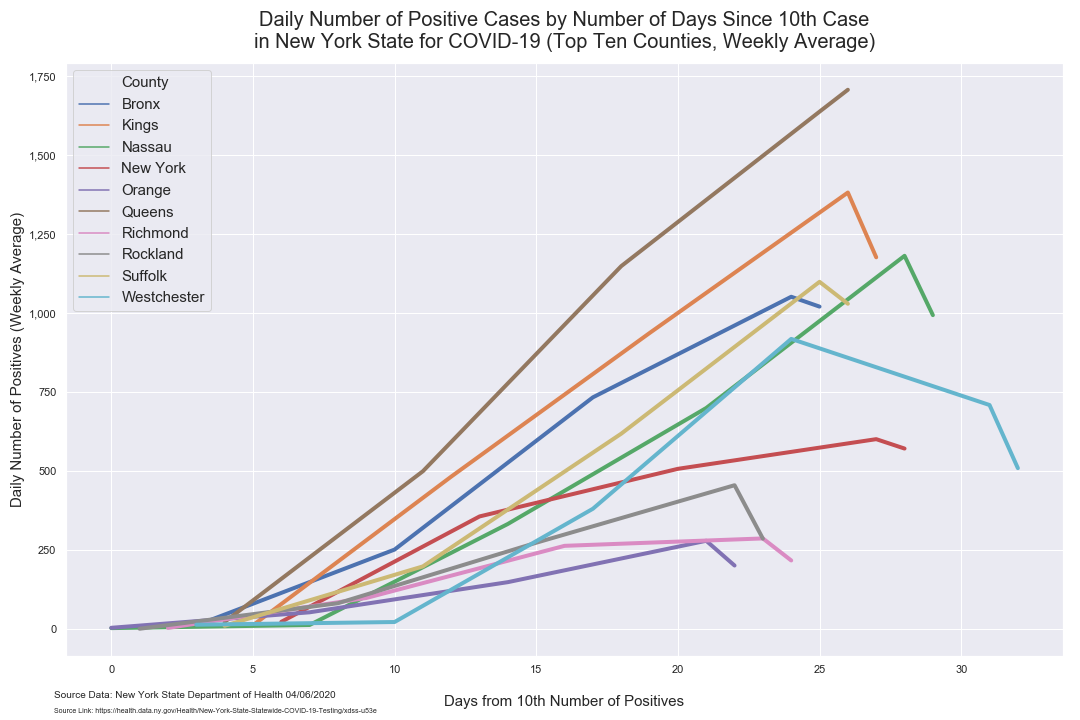 Daily Number of Positive Cases by Number of Days Since 10th Case
in New York State for COVID-19 (Top Ten Counties, Weekly Average)
1,750
1,500
1,250
1,000
750
500
250
0
Daily Number of Positives (Weekly Average)
County
Bronx
Kings
Nassau
New York
Orange
Queens
Richmond
Rockland
Suffolk
Westchester
0 5 10 15 20 25 30
Days from 10th Number of Positives
Source Data: New York State Department of Health 04/06/2020
Source Link: https://health.data.ny.gov/Health/New-York-State-Statewide-COVID-19-Testing/xdss-u53e